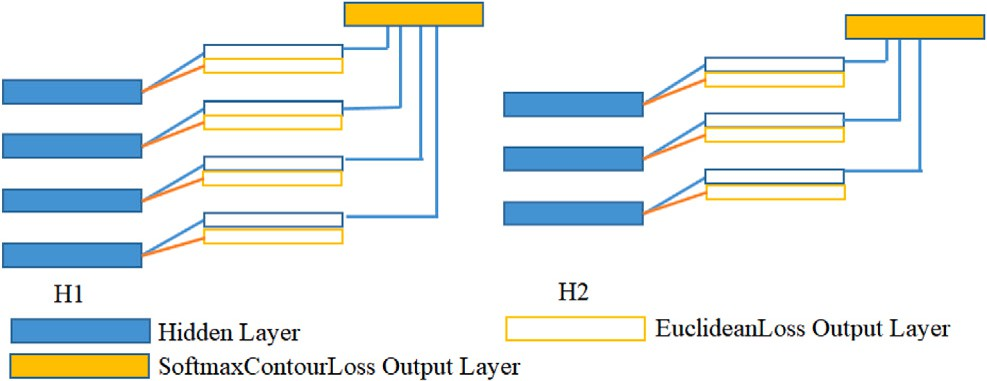 H1
H2
Hidden Layer
EuclideanLoss Output Layer
SoftmaxContourLoss Output Layer